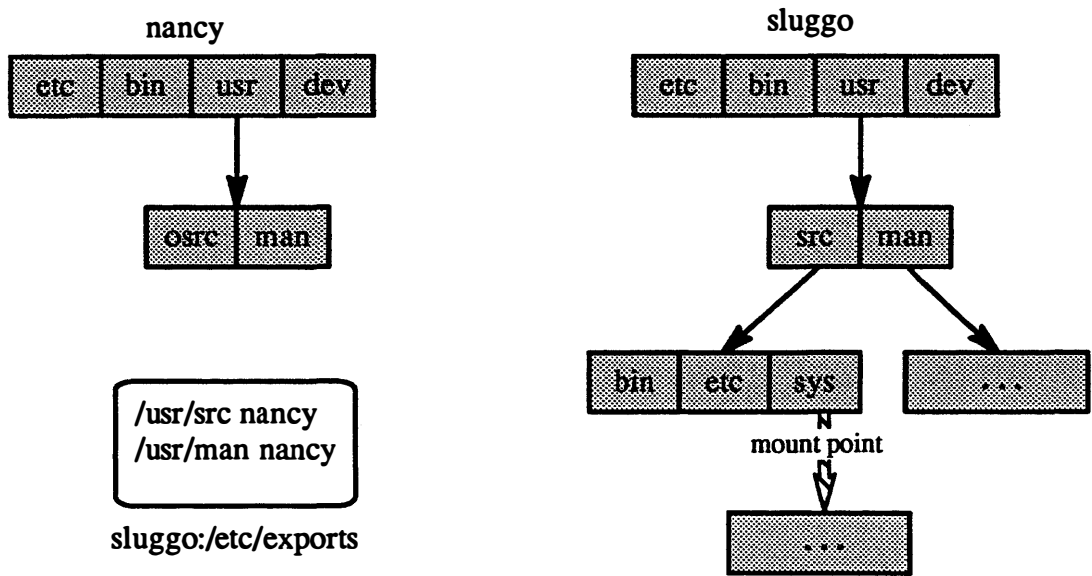 nancy
etc bin usr dev
osrc man
/usr/src nancy
/usr/man nancy
sluggo:/etc/exports
sluggo
etc bin usr dev
src man
bin etc sys
...
mount point
...